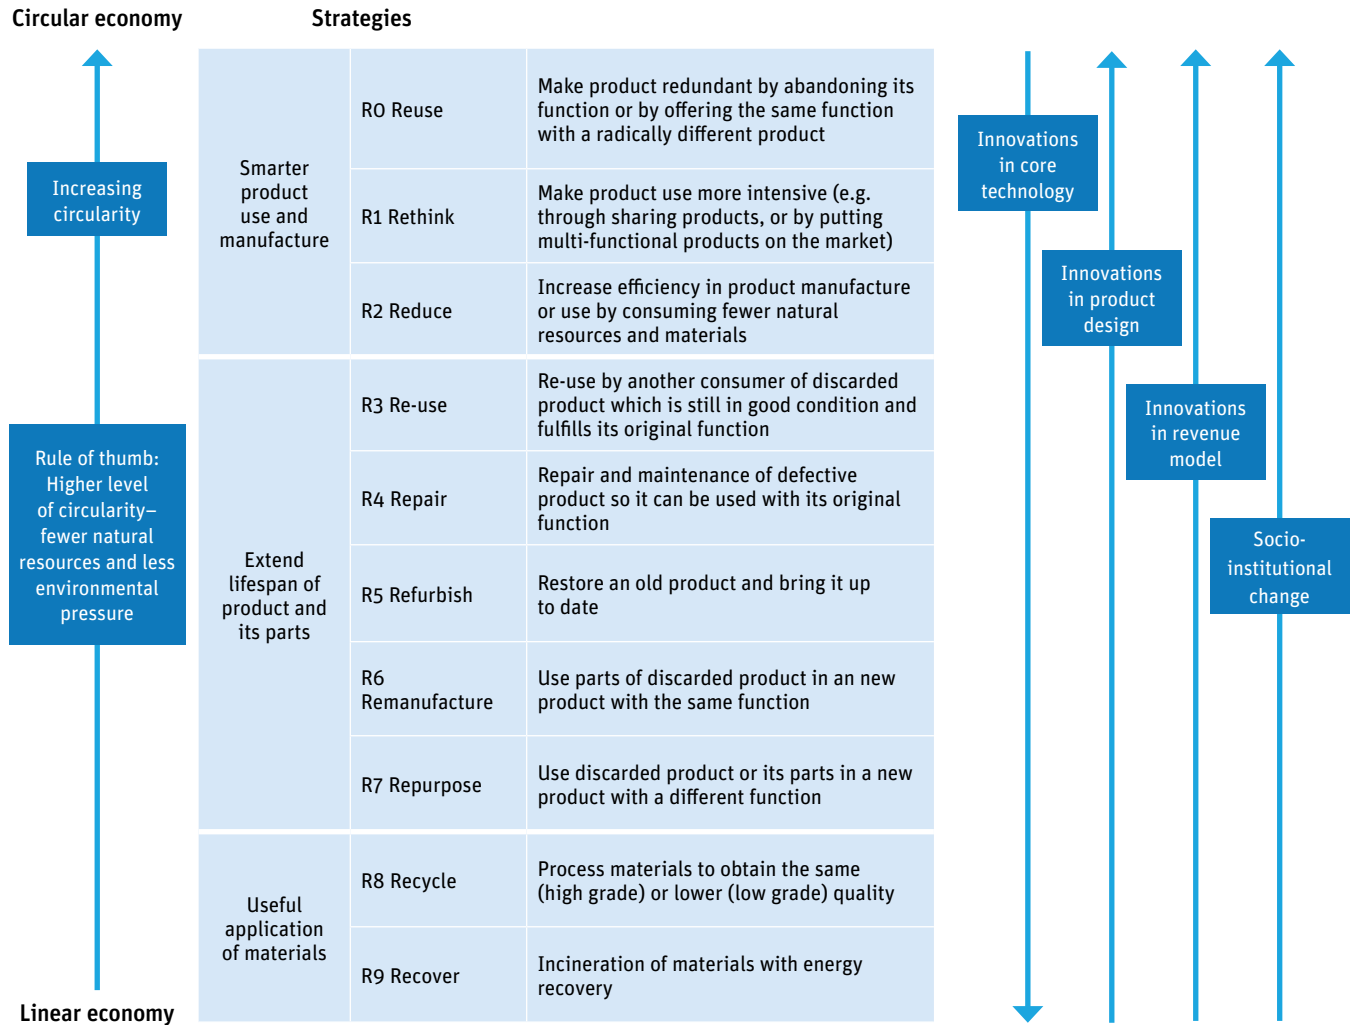 Circular economy
Strategies
Increasing
circularity
Rule of thumb:
Higher level
of circularity–
fewer natural
resources and less
environmental
pressure
Linear economy
Smarter
product
use and
manufacture
R0 Reuse
Make product redundant by abandoning its
function or by offering the same function
with a radically different product
R1 Rethink
Make product use more intensive (e.g.
through sharing products, or by putting
multi-functional products on the market)
R2 Reduce
Increase efficiency in product manufacture
or use by consuming fewer natural
resources and materials
Extend
lifespan of
product and
its parts
R3 Re-use
Re-use by another consumer of discarded
product which is still in good condition and
fulfills its original function
R4 Repair
Repair and maintenance of defective
product so it can be used with its original
function
R5 Refurbish
Restore an old product and bring it up
to date
R6
Remanufacture
Use parts of discarded product in an new
product with the same function
R7 Repurpose
Use discarded product or its parts in a new
product with a different function
Useful
application
of materials
R8 Recycle
Process materials to obtain the same
(high grade) or lower (low grade) quality
R9 Recover
Incineration of materials with energy
recovery
Innovations
in core
technology
Innovations
in product
design
Innovations
in revenue
model
Socio-
institutional
change